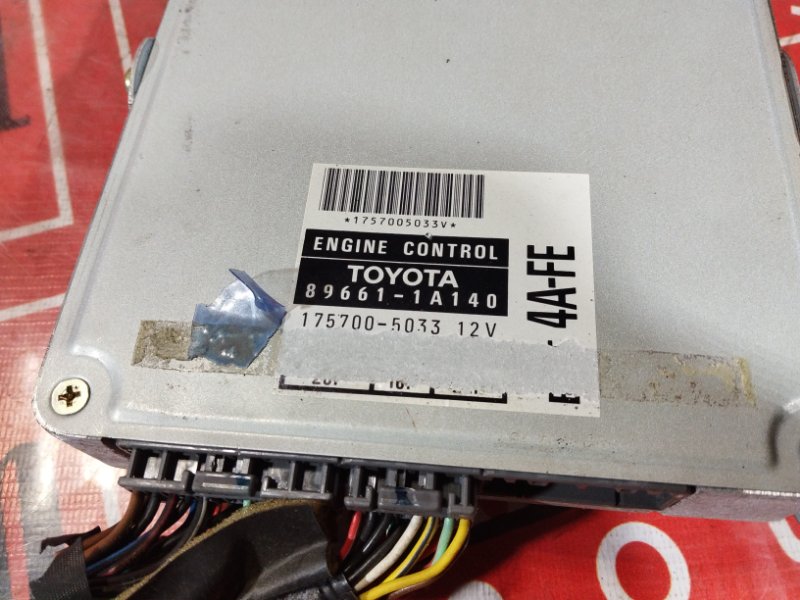 *1757005033V*
ENGINE CONTROL
TOYOTA
89661-1A140
175700-5033 12V
4A-FE